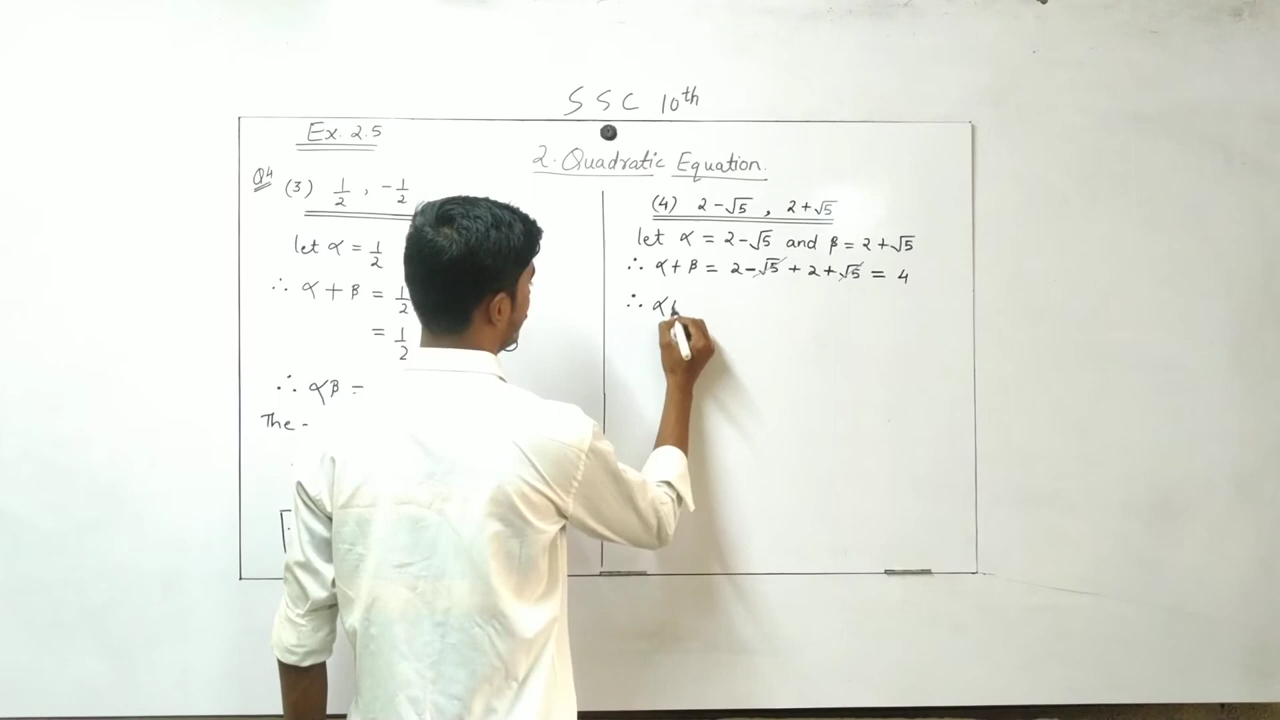 SSC 10th
Ex. 2.5
2. Quadratic Equation.
Q4 (3) 1/2 , -1/2
let α = 1/2
∴ α + β = 1/2
= 1/2
∴ αβ =
The
(4) 2-√5 , 2+√5
let α = 2-√5 and β = 2+√5
∴ α+β = 2-√5 + 2+√5 = 4
∴ α